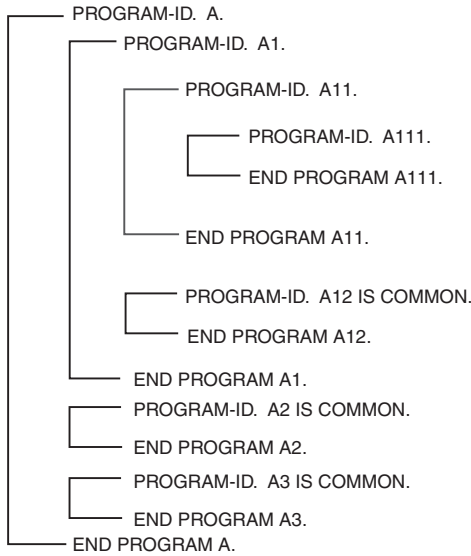 PROGRAM-ID. A.
PROGRAM-ID. A1.
PROGRAM-ID. A11.
PROGRAM-ID. A111.
END PROGRAM A111.
END PROGRAM A11.
PROGRAM-ID. A12 IS COMMON.
END PROGRAM A12.
END PROGRAM A1.
PROGRAM-ID. A2 IS COMMON.
END PROGRAM A2.
PROGRAM-ID. A3 IS COMMON.
END PROGRAM A3.
END PROGRAM A.